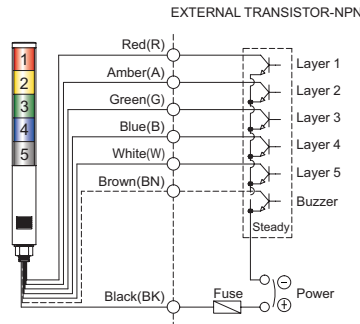 EXTERNAL TRANSISTOR-NPN
Red(R)
Layer 1
Amber(A)
Layer 2
Green(G)
Layer 3
Blue(B)
Layer 4
White(W)
Layer 5
Brown(BN)
Buzzer
Steady
1
2
3
4
5
Black(BK)
Fuse
Power